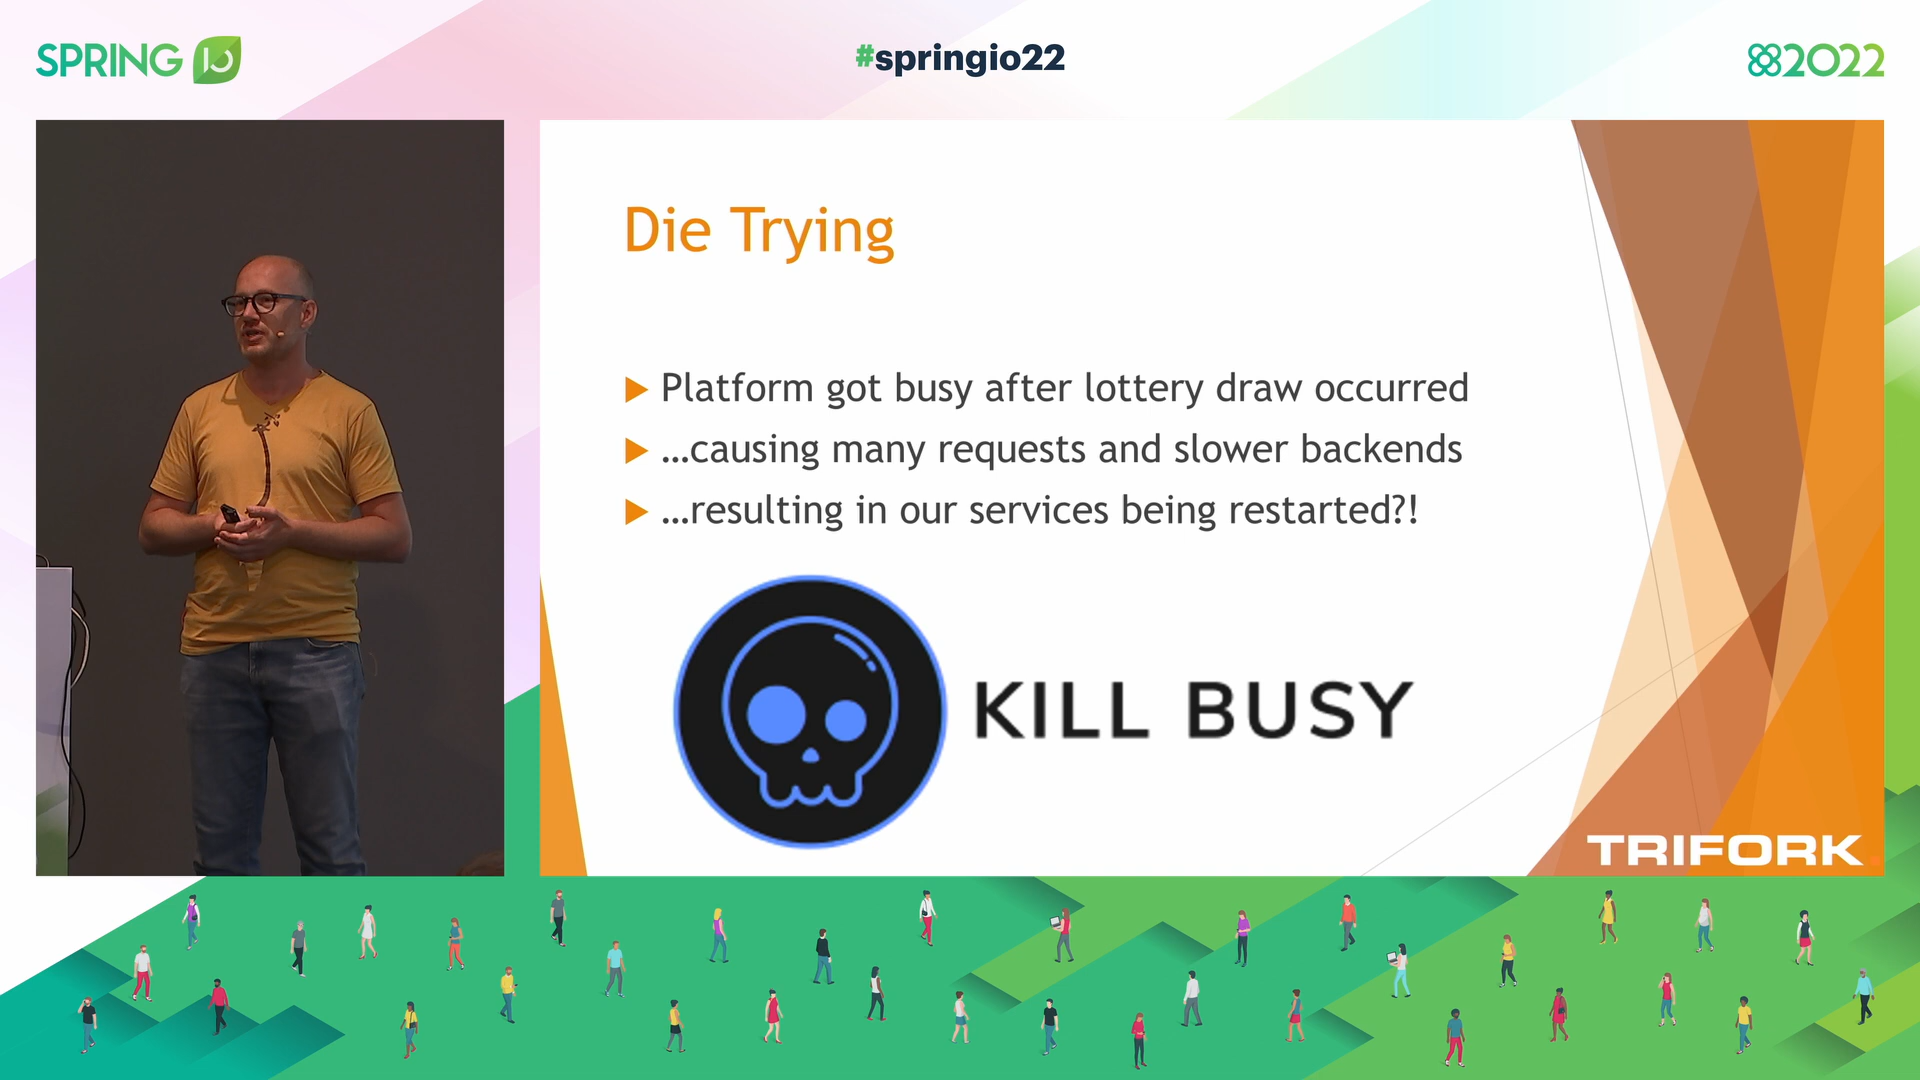 SPRING IO
#springio22
2022
Die Trying
Platform got busy after lottery draw occurred
...causing many requests and slower backends
...resulting in our services being restarted?!
KILL BUSY
TRIFORK